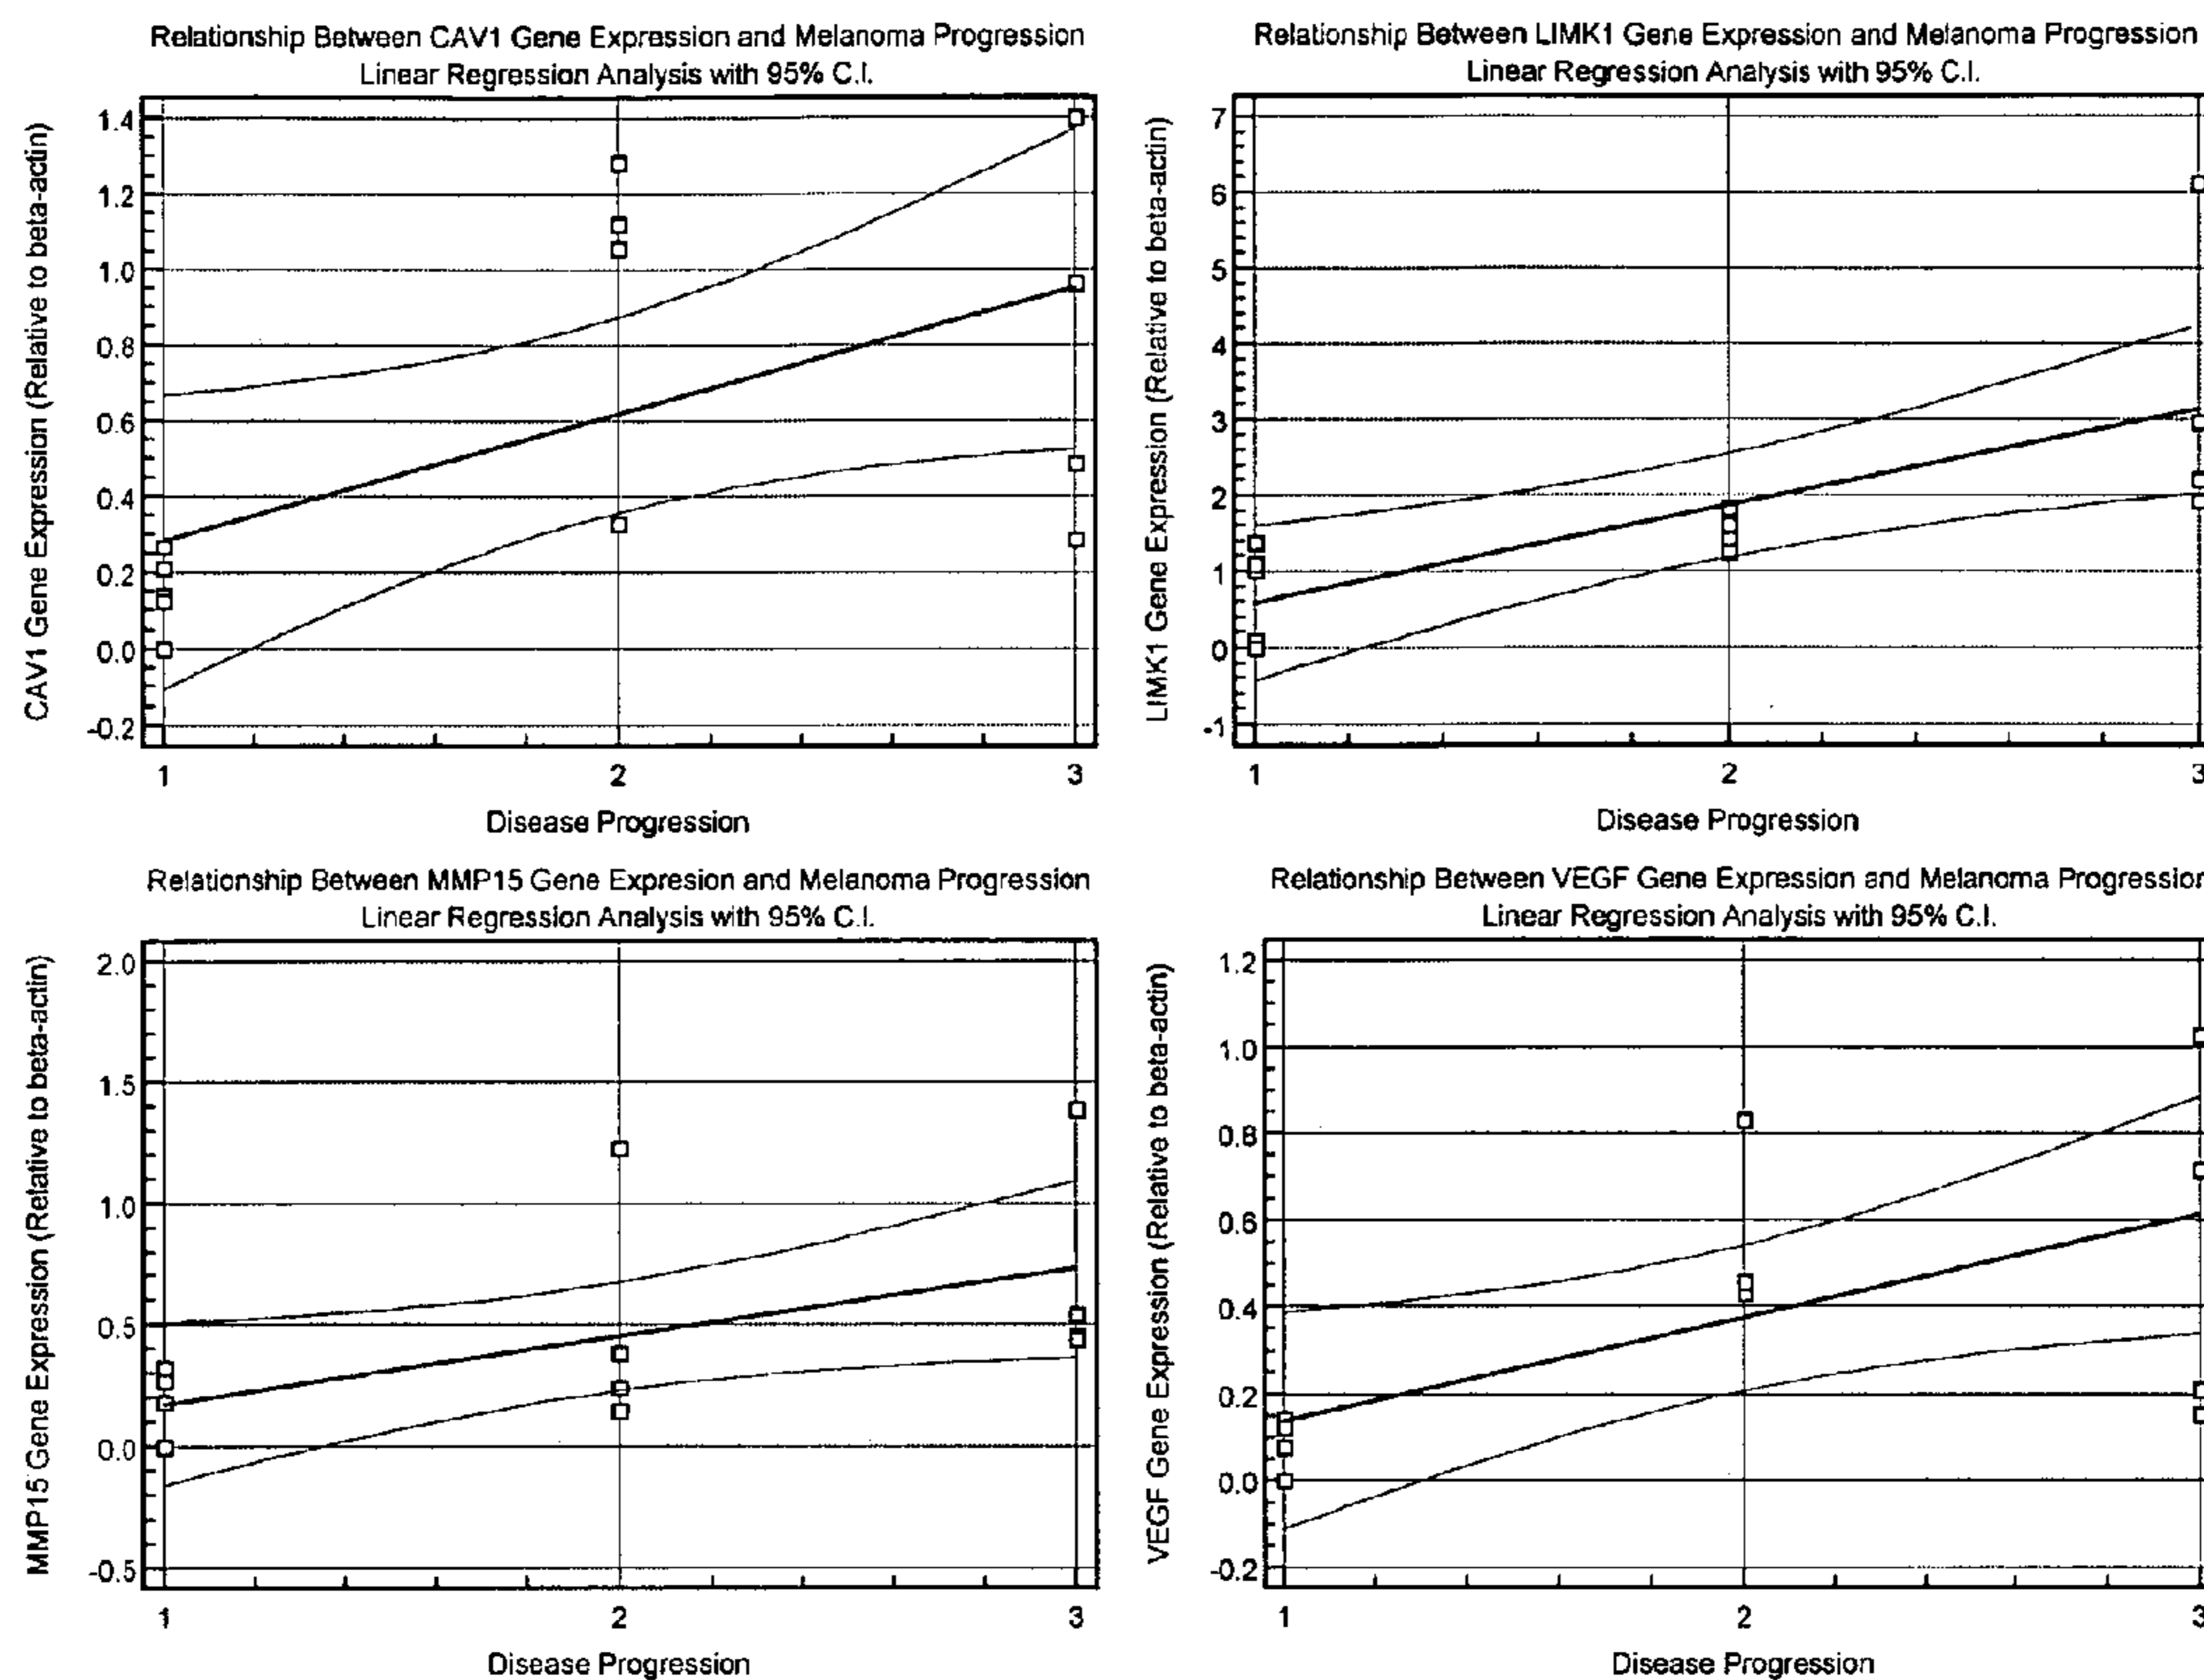 Relationship Between CAV1 Gene Expression and Melanoma Progression
Linear Regression Analysis with 95% C.I.
CAV1 Gene Expression (Relative to beta-actin)
1.4
1.2
1.0
0.8
0.6
0.4
0.2
0.0
-0.2
1 2 3
Disease Progression
Relationship Between LIMK1 Gene Expression and Melanoma Progression
Linear Regression Analysis with 95% C.I.
LIMK1 Gene Expression (Relative to beta-actin)
7
6
5
4
3
2
1
0
-1
1 2 3
Disease Progression
Relationship Between MMP15 Gene Expresion and Melanoma Progression
Linear Regression Analysis with 95% C.I.
MMP15 Gene Expression (Relative to beta-actin)
2.0
1.5
1.0
0.5
0.0
-0.5
1 2 3
Disease Progression
Relationship Between VEGF Gene Expression and Melanoma Progression
Linear Regression Analysis with 95% C.I.
VEGF Gene Expression (Relative to beta-actin)
1.2
1.0
0.8
0.6
0.4
0.2
0.0
-0.2
1 2 3
Disease Progression